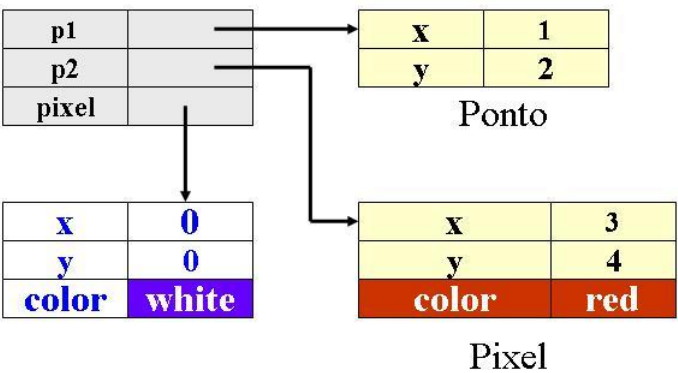 p1
p2
pixel
x 1
y 2
Ponto
x 0
y 0
color white
x 3
y 4
color red
Pixel